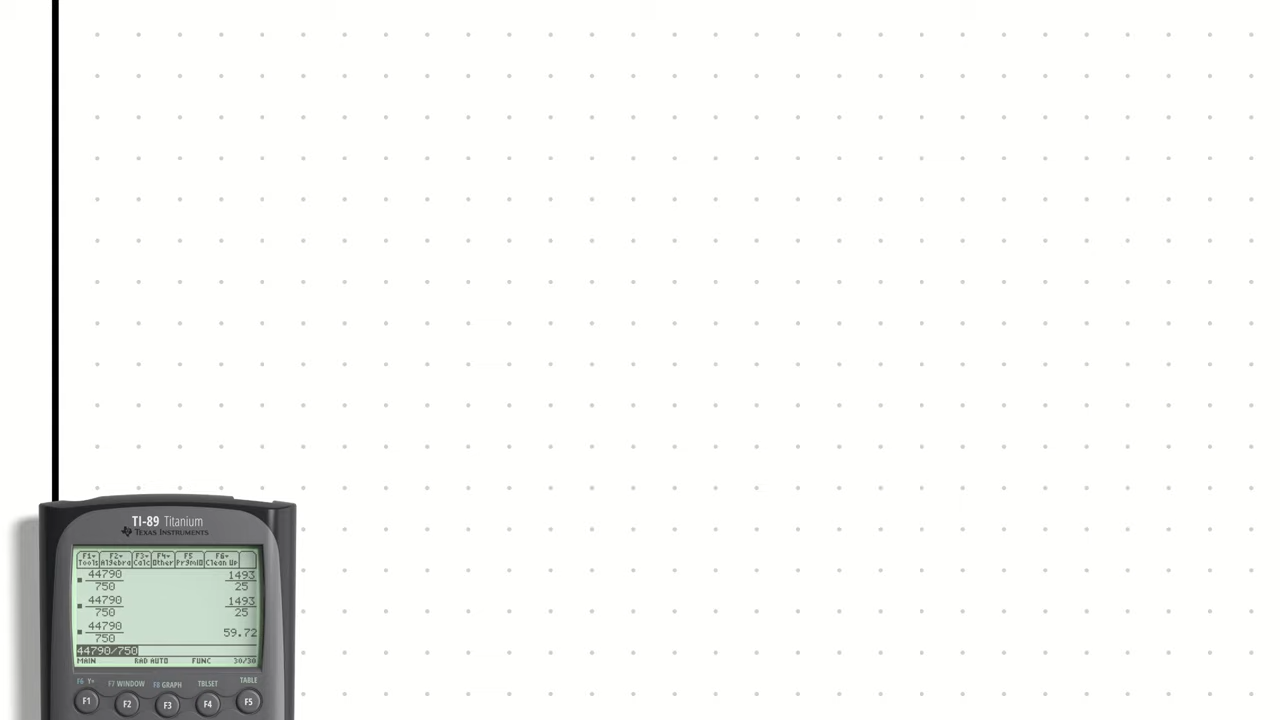 TI-89 Titanium
TEXAS INSTRUMENTS
F1 F2 F3 F4 F5 F6
Tools Algebra Calc Other PrgmIO Clean Up
44790 1493
750 25
44790 1493
750 25
44790 59.72
750
44790/750
MAIN RAD AUTO FUNC 30/30
F6 Y= F7 WINDOW F8 GRAPH TBLSET TABLE
F1 F2 F3 F4 F5